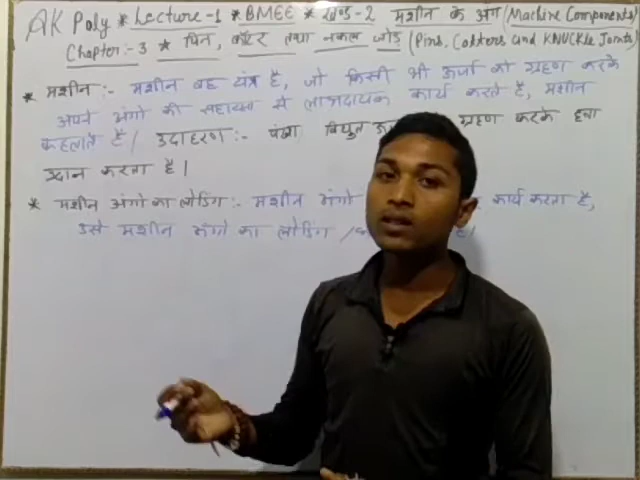 AK Poly * Lecture-1 * BMEE * खण्ड-2 मशीन के अंग (Machine Components)
Chapter:-3 * पिन, कॉटर तथा नकल जोड़ (Pins, Cotters and KNUCKLE Joints)
* मशीन :- मशीन वह यंत्र है, जो किसी भी ऊर्जा को ग्रहण करके
अपने अंगो की सहायता से लाभदायक कार्य करते है, मशीन
कहलाते है। उदाहरण:- पंखा विद्युत ग्रहण करके हवा
प्रदान करता है।
* मशीन अंगो का लोडिंग:- मशीन अंगो कार्य करता है,
उसे मशीन अंगो का लोडिंग है।